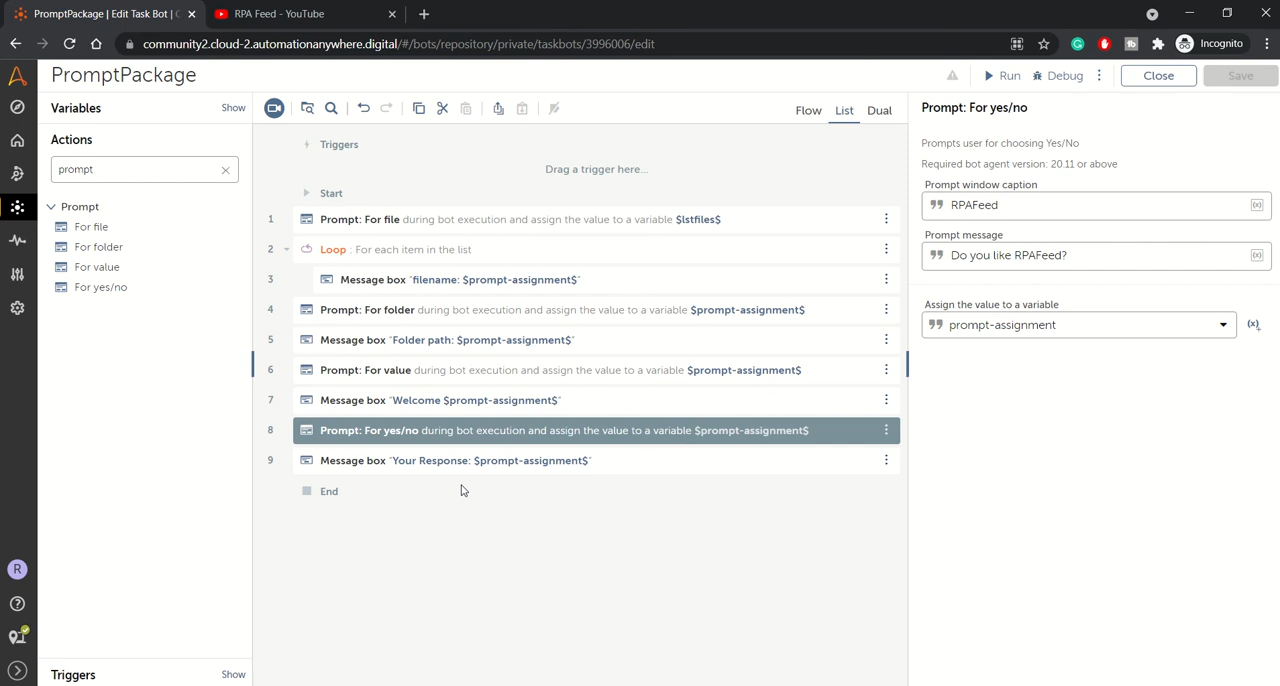 PromptPackage | Edit Task Bot | C
RPA Feed - YouTube
community2.cloud-2.automationanywhere.digital/#/bots/repository/private/taskbots/3996006/edit
Incognito
PromptPackage
Run
Debug
Close
Save
Variables
Show
Flow
List
Dual
Prompt: For yes/no
Actions
prompt
Prompt
For file
For folder
For value
For yes/no
Triggers
Drag a trigger here...
Start
1 Prompt: For file during bot execution and assign the value to a variable $lstfiles$
2 Loop : For each item in the list
3 Message box "filename: $prompt-assignment$"
4 Prompt: For folder during bot execution and assign the value to a variable $prompt-assignment$
5 Message box "Folder path: $prompt-assignment$"
6 Prompt: For value during bot execution and assign the value to a variable $prompt-assignment$
7 Message box "Welcome $prompt-assignment$"
8 Prompt: For yes/no during bot execution and assign the value to a variable $prompt-assignment$
9 Message box "Your Response: $prompt-assignment$"
End
Prompts user for choosing Yes/No
Required bot agent version: 20.11 or above
Prompt window caption
RPAFeed
(x)
Prompt message
Do you like RPAFeed?
(x)
Assign the value to a variable
prompt-assignment
(x)+
R
Triggers
Show